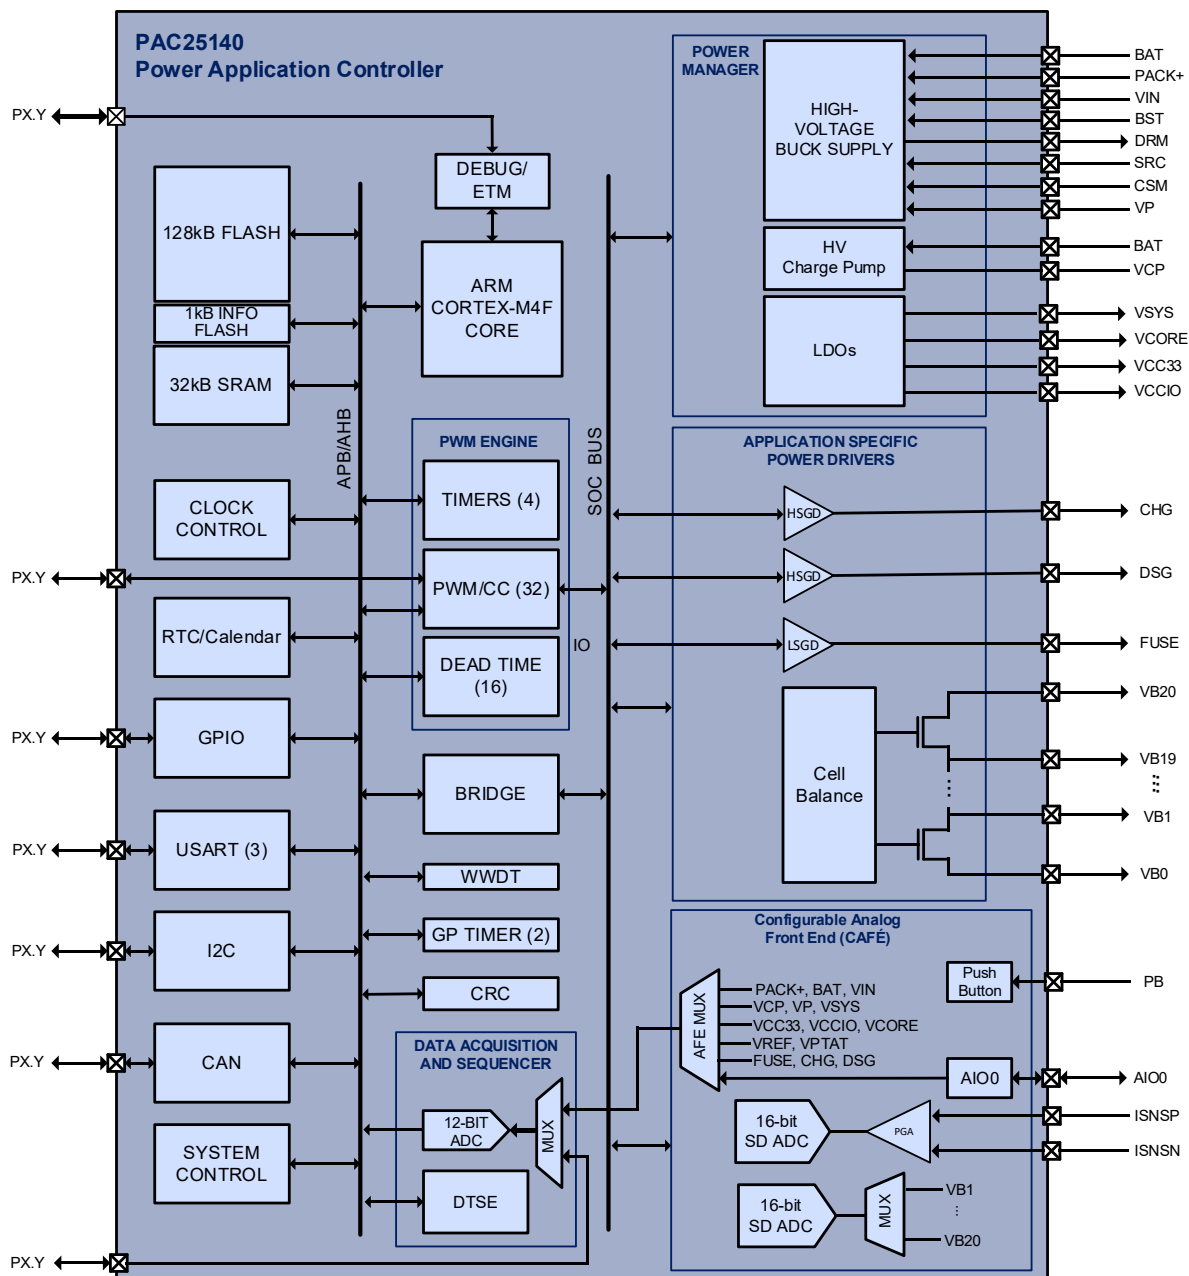 PAC25140
Power Application Controller
PX.Y
DEBUG/
ETM
128kB FLASH
1kB INFO
FLASH
32kB SRAM
ARM
CORTEX-M4F
CORE
APB/AHB
SOC BUS
CLOCK
CONTROL
PWM ENGINE
TIMERS (4)
PX.Y
PWM/CC (32)
IO
RTC/Calendar
DEAD TIME
(16)
PX.Y
GPIO
BRIDGE
PX.Y
USART (3)
WWDT
PX.Y
I2C
GP TIMER (2)
CRC
PX.Y
CAN
DATA ACQUISITION
AND SEQUENCER
12-BIT
ADC
MUX
SYSTEM
CONTROL
DTSE
PX.Y
POWER
MANAGER
HIGH-
VOLTAGE
BUCK SUPPLY
BAT
PACK+
VIN
BST
DRM
SRC
CSM
VP
HV
Charge Pump
BAT
VCP
LDOs
VSYS
VCORE
VCC33
VCCIO
APPLICATION SPECIFIC
POWER DRIVERS
HSGD
CHG
HSGD
DSG
LSGD
FUSE
Cell
Balance
VB20
VB19
...
VB1
VB0
Configurable Analog
Front End (CAFÉ)
Push
Button
PB
AFE MUX
PACK+, BAT, VIN
VCP, VP, VSYS
VCC33, VCCIO, VCORE
VREF, VPTAT
FUSE, CHG, DSG
AIO0
AIO0
16-bit
SD ADC
PGA
ISNSP
ISNSN
16-bit
SD ADC
MUX
VB1
...
VB20